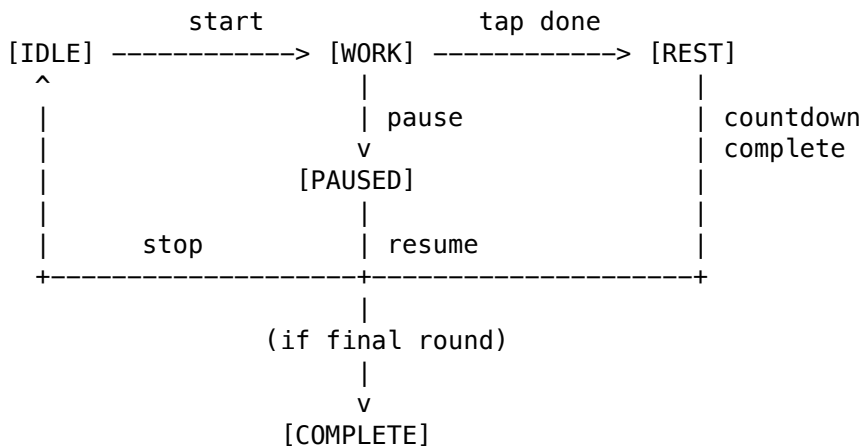 start tap done
[IDLE] ------------> [WORK] ------------> [REST]
^ | |
| | pause | countdown
| v | complete
| [PAUSED] |
| | |
| stop | resume |
+--------------------+---------------------+
|
(if final round)
|
v
[COMPLETE]